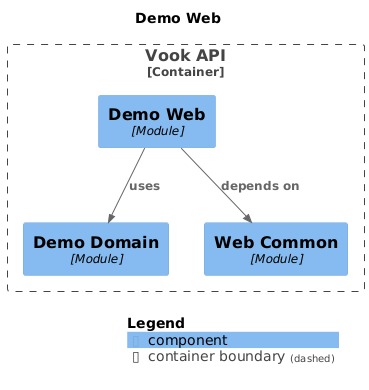 Demo Web
Vook API
[Container]
Demo Web
[Module]
uses
depends on
Demo Domain
[Module]
Web Common
[Module]
Legend
component
container boundary (dashed)